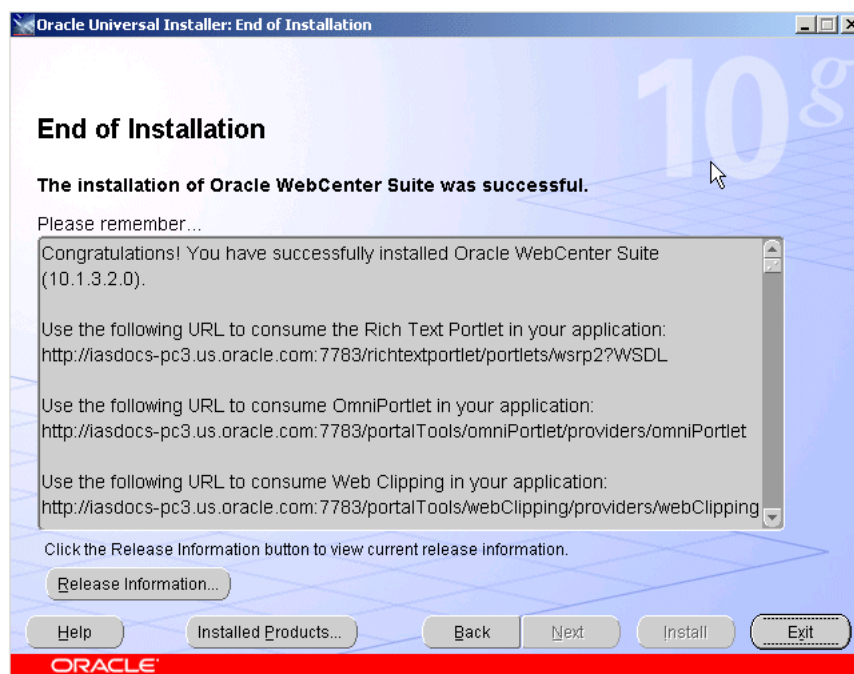 Oracle Universal Installer: End of Installation
10g
End of Installation
The installation of Oracle WebCenter Suite was successful.
Please remember...
Congratulations! You have successfully installed Oracle WebCenter Suite
(10.1.3.2.0).
Use the following URL to consume the Rich Text Portlet in your application:
http://iasdocs-pc3.us.oracle.com:7783/richtextportlet/portlets/wsrp2?WSDL
Use the following URL to consume OmniPortlet in your application:
http://iasdocs-pc3.us.oracle.com:7783/portalTools/omniPortlet/providers/omniPortlet
Use the following URL to consume Web Clipping in your application:
http://iasdocs-pc3.us.oracle.com:7783/portalTools/webClipping/providers/webClipping
Click the Release Information button to view current release information.
Release Information...
Help Installed Products... Back Next Install Exit
ORACLE